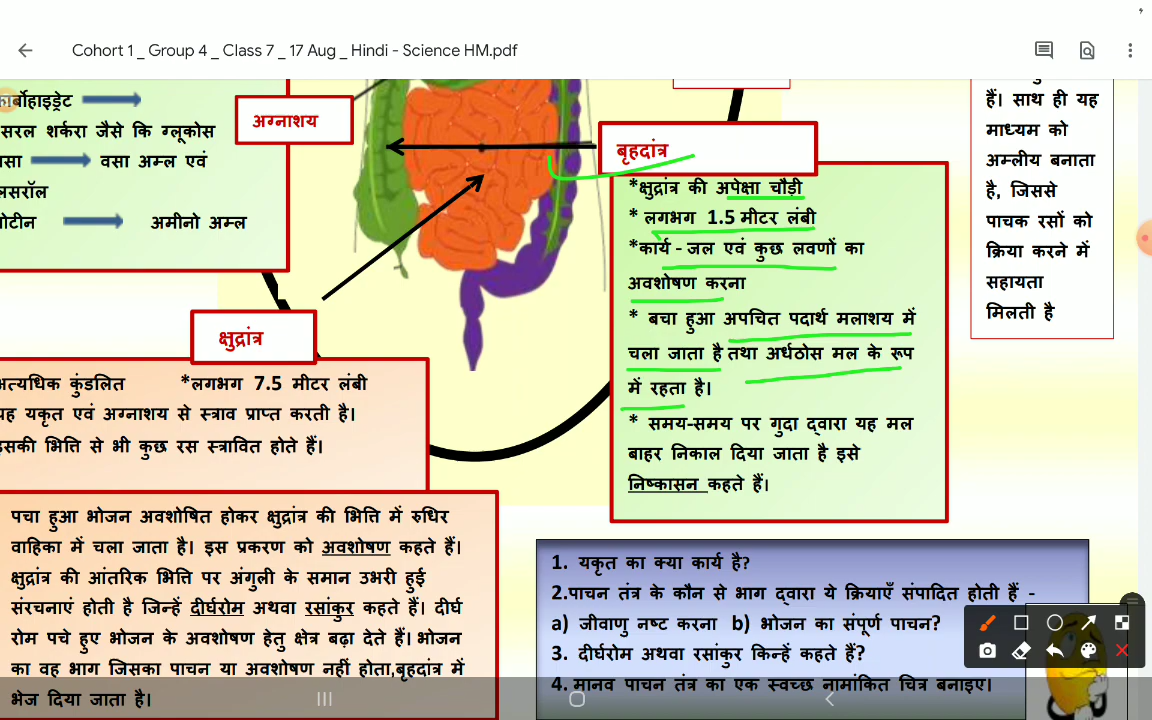 Cohort 1 _ Group 4 _ Class 7 _ 17 Aug _ Hindi - Science HM.pdf
सरल शर्करा जैसे कि ग्लूकोस
वसा अम्ल एवं
अमीनो अम्ल
अग्नाशय
क्षुद्रांत्र
अत्यधिक कुंडलित *लगभग 7.5 मीटर लंबी
यह यकृत एवं अग्नाशय से स्त्राव प्राप्त करती है।
इसकी भित्ति से भी कुछ रस स्त्रावित होते हैं।
पचा हुआ भोजन अवशोषित होकर क्षुद्रांत्र की भित्ति में रुधिर
वाहिका में चला जाता है। इस प्रकरण को अवशोषण कहते हैं।
क्षुद्रांत्र की आंतरिक भित्ति पर अंगुली के समान उभरी हुई
संरचनाएं होती है जिन्हें दीर्घरोम अथवा रसांकुर कहते हैं। दीर्घ
रोम पचे हुए भोजन के अवशोषण हेतु क्षेत्र बढ़ा देते हैं। भोजन
का वह भाग जिसका पाचन या अवशोषण नहीं होता,बृहदांत्र में
भेज दिया जाता है।
बृहदांत्र
*क्षुद्रांत्र की अपेक्षा चौड़ी
* लगभग 1.5 मीटर लंबी
*कार्य - जल एवं कुछ लवणों का
अवशोषण करना
* बचा हुआ अपचित पदार्थ मलाशय में
चला जाता है तथा अर्धठोस मल के रूप
में रहता है।
* समय-समय पर गुदा द्वारा यह मल
बाहर निकाल दिया जाता है इसे
निष्कासन कहते हैं।
हैं। साथ ही यह
माध्यम को
अम्लीय बनाता
है, जिससे
पाचक रसों को
क्रिया करने में
सहायता
मिलती है
1. यकृत का क्या कार्य है?
2.पाचन तंत्र के कौन से भाग द्वारा ये क्रियाएँ संपादित होती हैं -
a) जीवाणु नष्ट करना b) भोजन का संपूर्ण पाचन?
3. दीर्घरोम अथवा रसांकुर किन्हें कहते हैं?
4. मानव पाचन तंत्र का एक स्वच्छ नामांकित चित्र बनाइए।